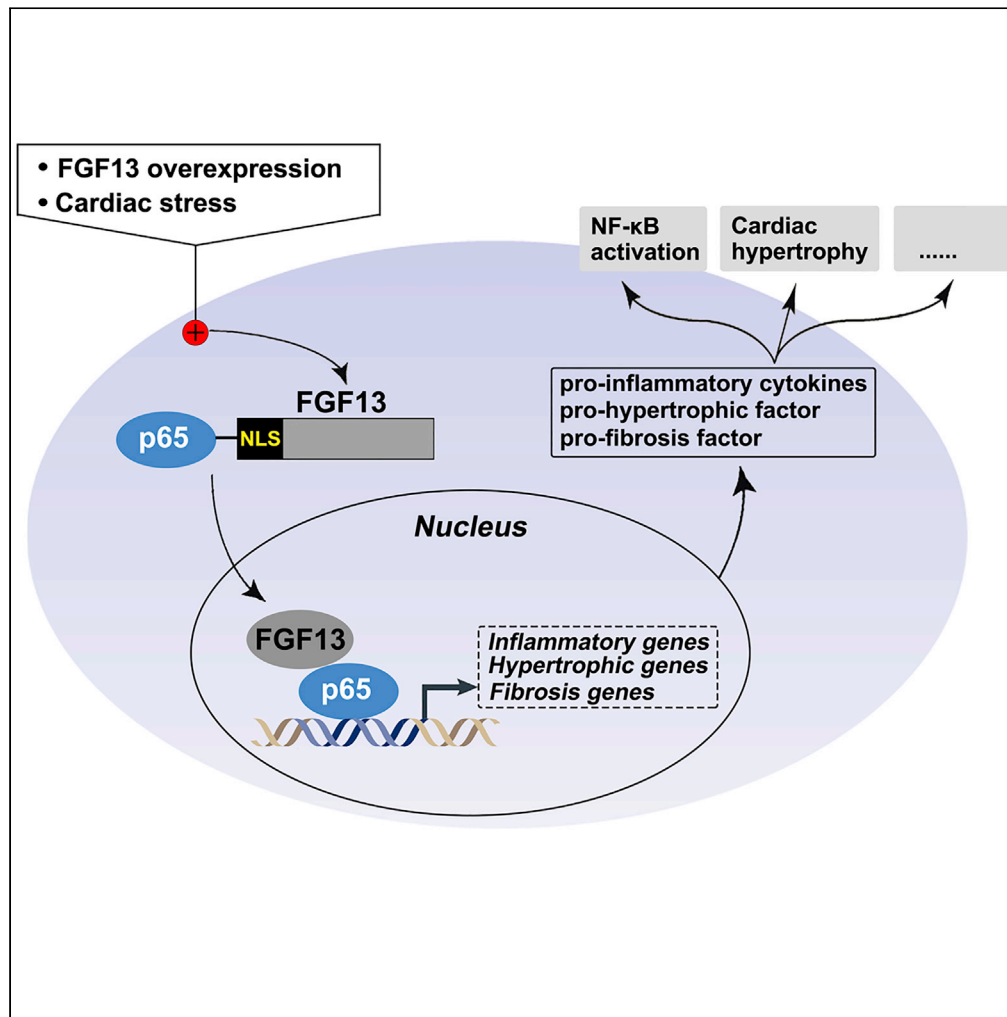 • FGF13 overexpression
• Cardiac stress
NF-κB
activation
Cardiac
hypertrophy
......
+
FGF13
p65
NLS
pro-inflammatory cytokines
pro-hypertrophic factor
pro-fibrosis factor
Nucleus
FGF13
p65
Inflammatory genes
Hypertrophic genes
Fibrosis genes